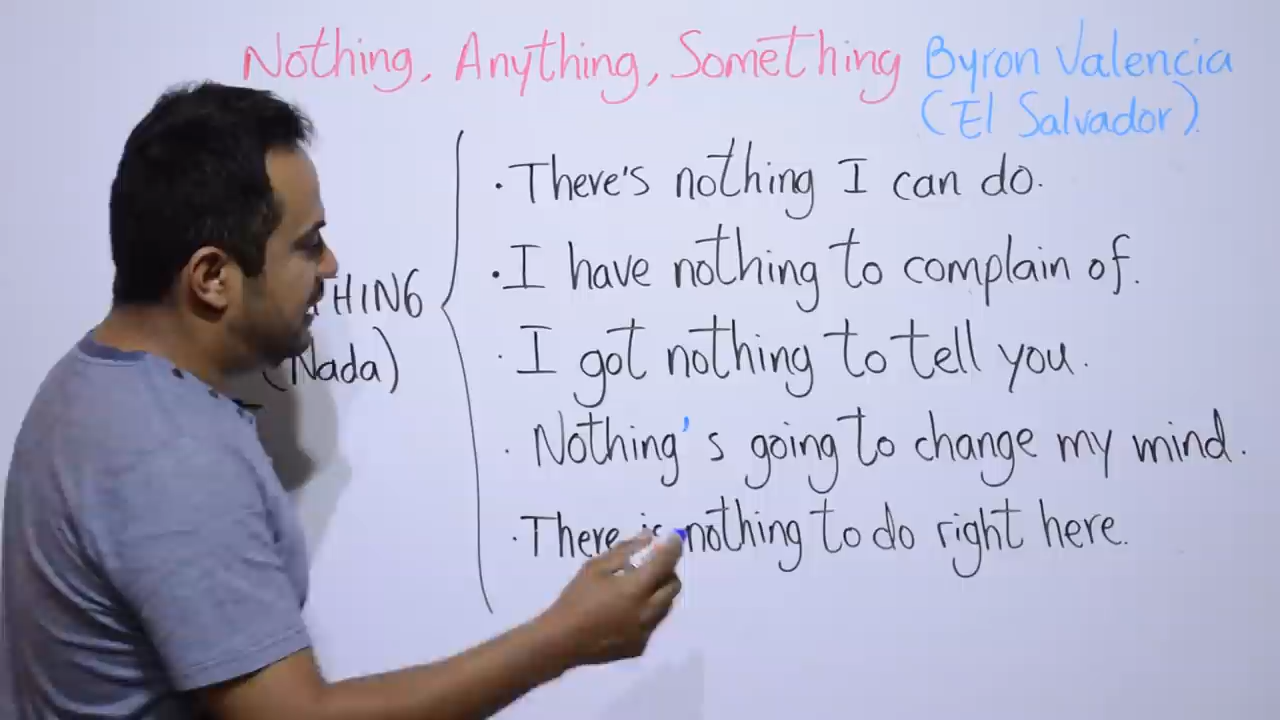 Nothing, Anything, Something Byron Valencia
(El Salvador).
· There's nothing I can do.
· I have nothing to complain of.
THING
(Nada)
· I got nothing to tell you.
· Nothing's going to change my mind.
· There is nothing to do right here.